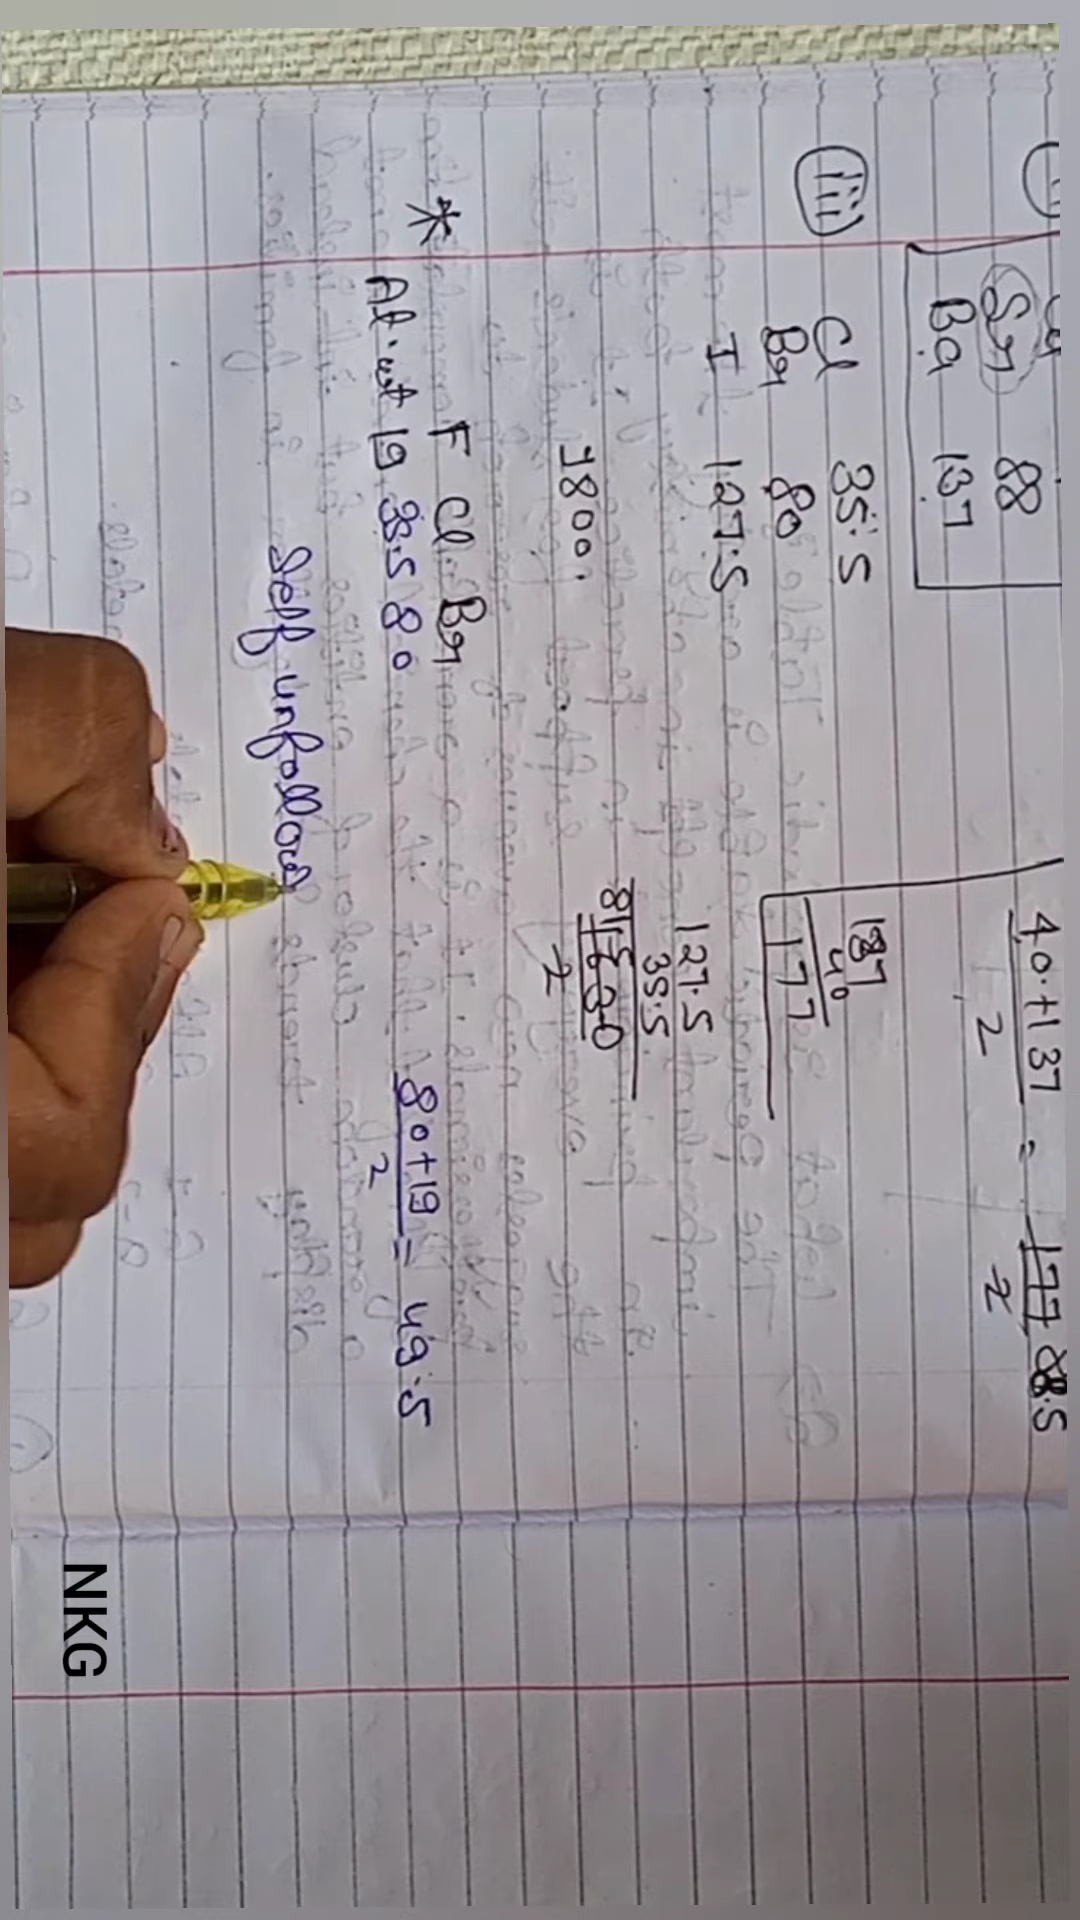 Sr 88
Ba 137
40+137
2
= 177
2
88.5
137
40
177
(iii)
Cl 35.5
Br 80
I 127.5
127.5
35.5
163.0
2
81.5
1800.
* F Cl Br
At.wt 19 35.5 80
80+19
2
= 49.5
Self unfollow
NKG